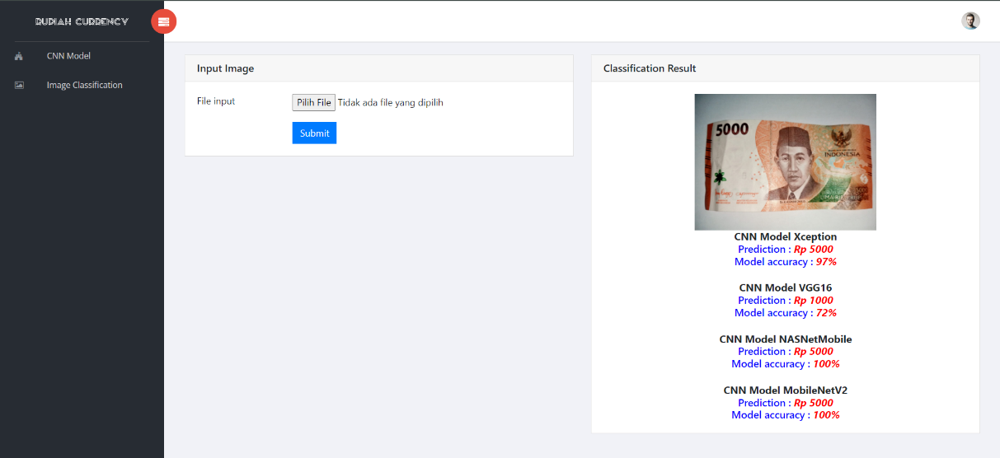 RUPIAH CURRENCY
CNN Model
Image Classification
Input Image
File input
Pilih File Tidak ada file yang dipilih
Submit
Classification Result
5000
INDONESIA
CNN Model Xception
Prediction : Rp 5000
Model accuracy : 97%
CNN Model VGG16
Prediction : Rp 1000
Model accuracy : 72%
CNN Model NASNetMobile
Prediction : Rp 5000
Model accuracy : 100%
CNN Model MobileNetV2
Prediction : Rp 5000
Model accuracy : 100%